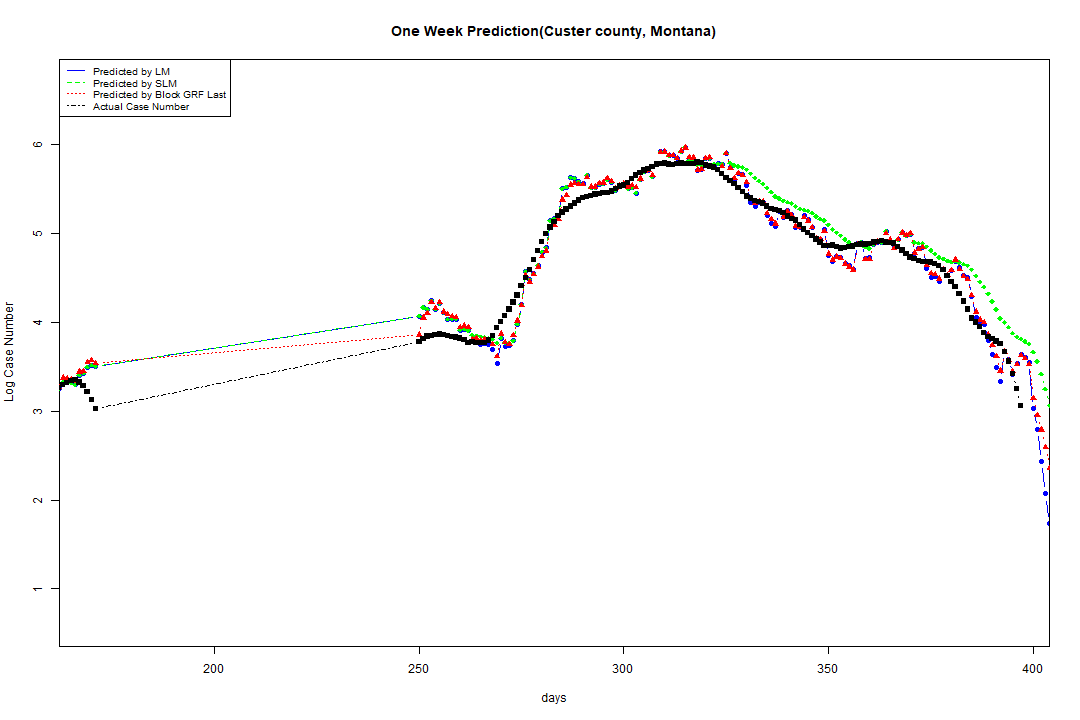 One Week Prediction(Custer county, Montana)
Predicted by LM
Predicted by SLM
Predicted by Block GRF Last
Actual Case Number
6
5
4
3
2
1
Log Case Number
200 250 300 350 400
days